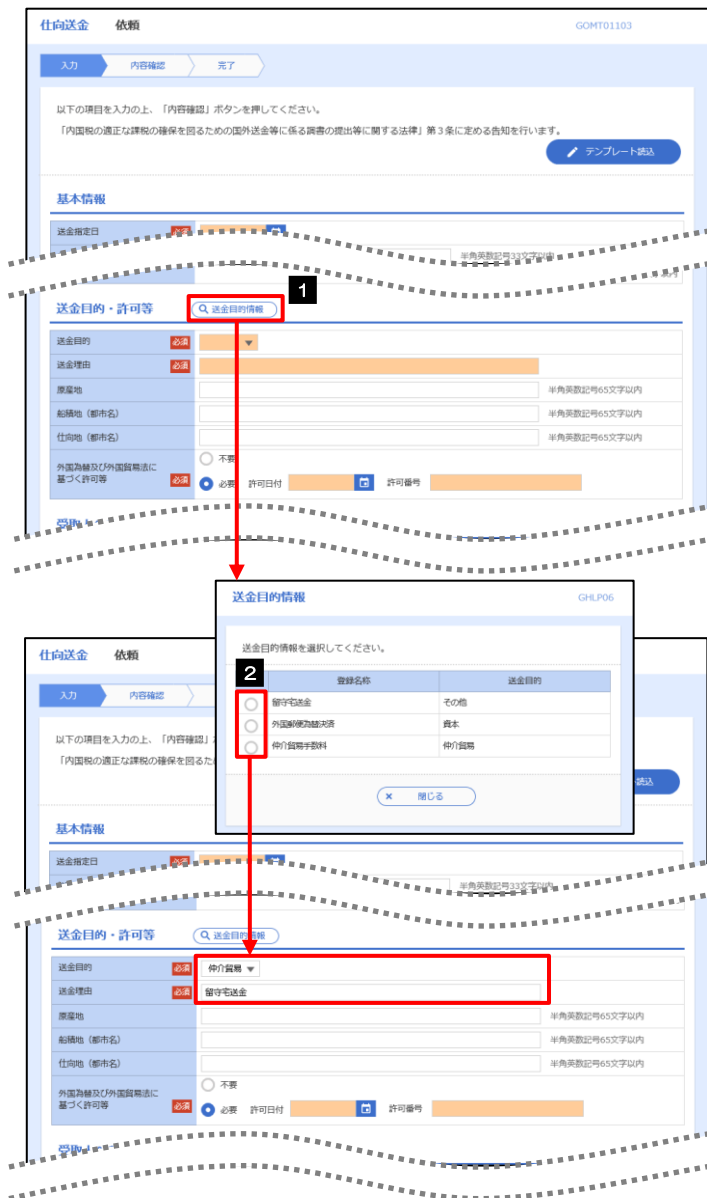 仕向送金 依頼 GOMT01103
入力 内容確認 完了
以下の項目を入力の上、「内容確認」ボタンを押してください。
「内国税の適正な課税の確保を図るための国外送金等に係る調書の提出等に関する法律」第3条に定める告知を行います。
テンプレート読込
基本情報
送金指定日 必須
半角英数記号33文字以内
1
送金目的・許可等 送金目的情報
送金目的 必須
送金理由 必須
原産地 半角英数記号65文字以内
船積地（都市名） 半角英数記号65文字以内
仕向地（都市名） 半角英数記号65文字以内
外国為替及び外国貿易法に
基づく許可等 必須
不要
必要 許可日付 許可番号
送金目的情報 GHLP06
送金目的情報を選択してください。
2
登録名称 送金目的
留守宅送金 その他
外国郵便為替決済 資本
仲介貿易手数料 仲介貿易
× 閉じる
仕向送金 依頼
入力 内容確認
以下の項目を入力の上、「内容確認」
「内国税の適正な課税の確保を図るため
ト読込
基本情報
送金指定日 必須
半角英数記号33文字以内
送金目的・許可等 送金目的情報
送金目的 必須 仲介貿易
送金理由 必須 留守宅送金
原産地 半角英数記号65文字以内
船積地（都市名） 半角英数記号65文字以内
仕向地（都市名） 半角英数記号65文字以内
外国為替及び外国貿易法に
基づく許可等 必須
不要
必要 許可日付 許可番号